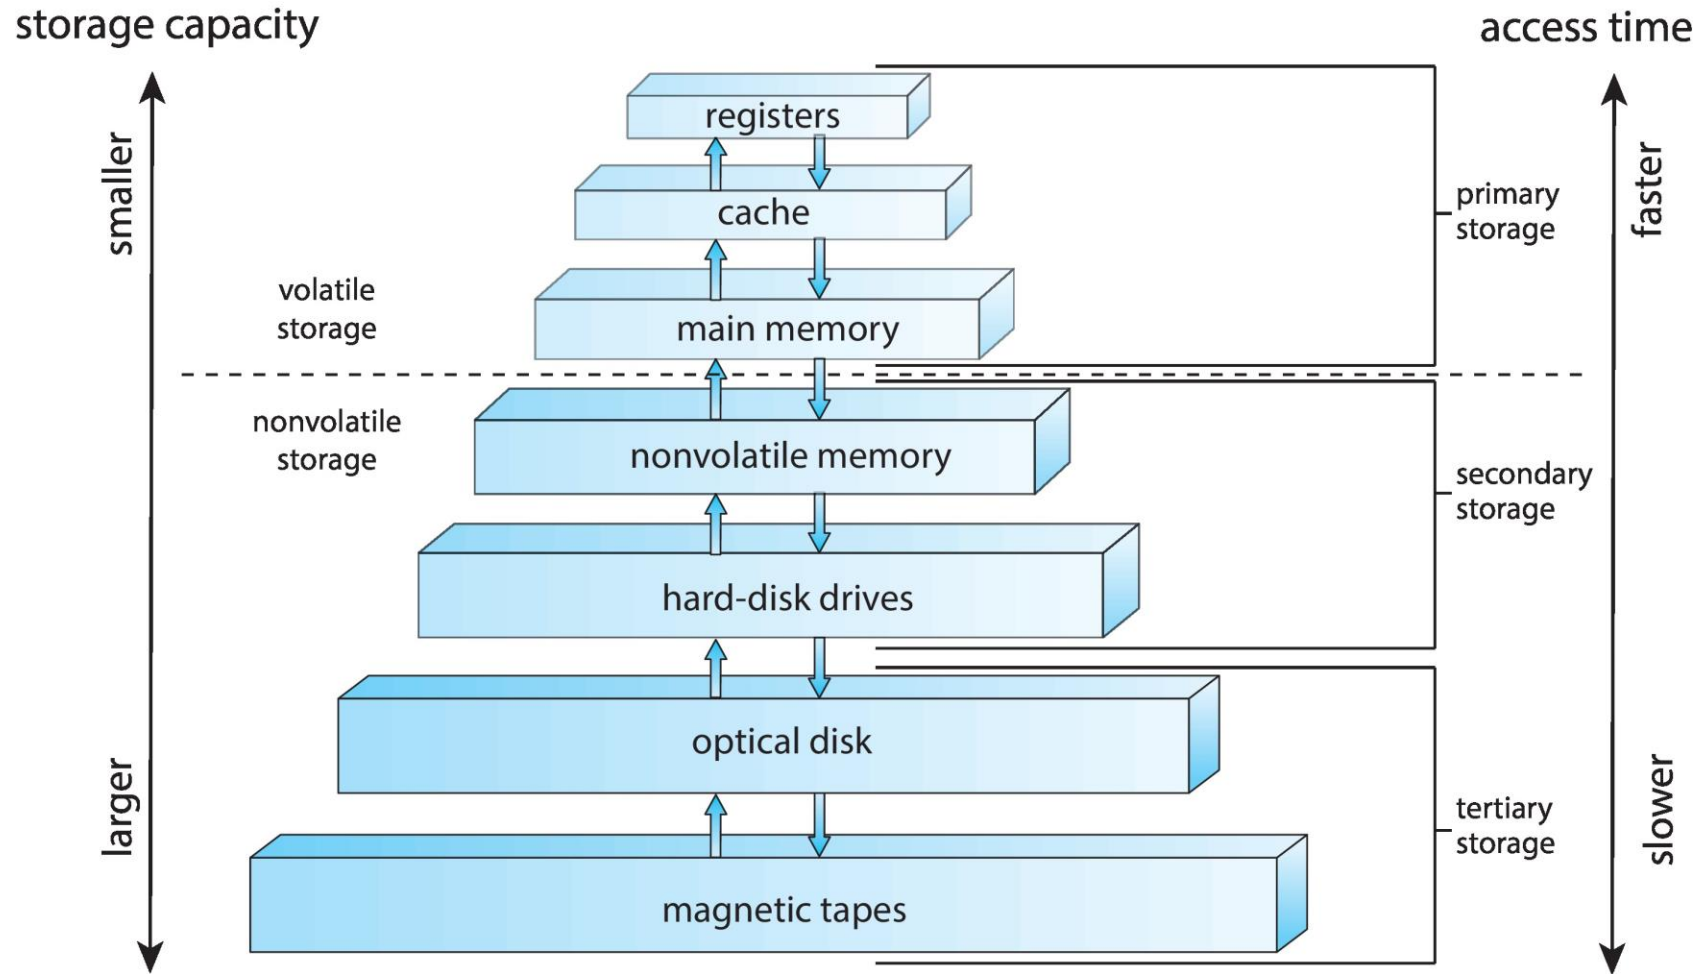 storage capacity
access time
smaller
larger
faster
slower
registers
cache
main memory
nonvolatile memory
hard-disk drives
optical disk
magnetic tapes
volatile
storage
nonvolatile
storage
primary
storage
secondary
storage
tertiary
storage